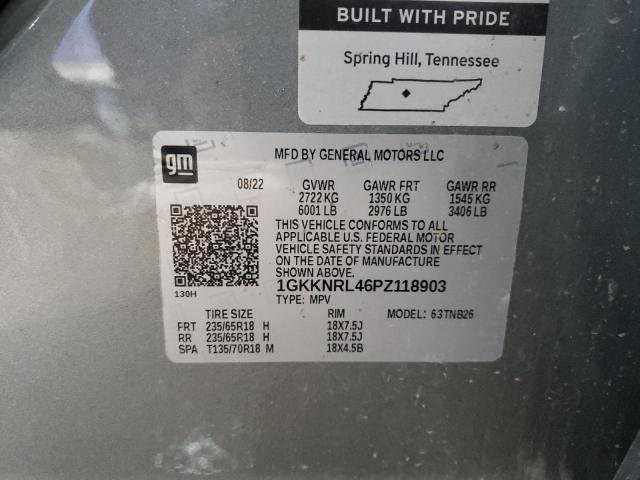 BUILT WITH PRIDE
Spring Hill, Tennessee
gm
MFD BY GENERAL MOTORS LLC
08/22 GVWR GAWR FRT GAWR RR
2722 KG 1350 KG 1545 KG
6001 LB 2976 LB 3406 LB
THIS VEHICLE CONFORMS TO ALL
APPLICABLE U.S. FEDERAL MOTOR
VEHICLE SAFETY STANDARDS IN EFFECT
ON THE DATE OF MANUFACTURE
SHOWN ABOVE.
130H
1GKKNRL46PZ118903
TYPE: MPV
TIRE SIZE RIM MODEL: 63TNB26
FRT 235/65R18 H 18X7.5J
RR 235/65R18 H 18X7.5J
SPA T135/70R18 M 18X4.5B